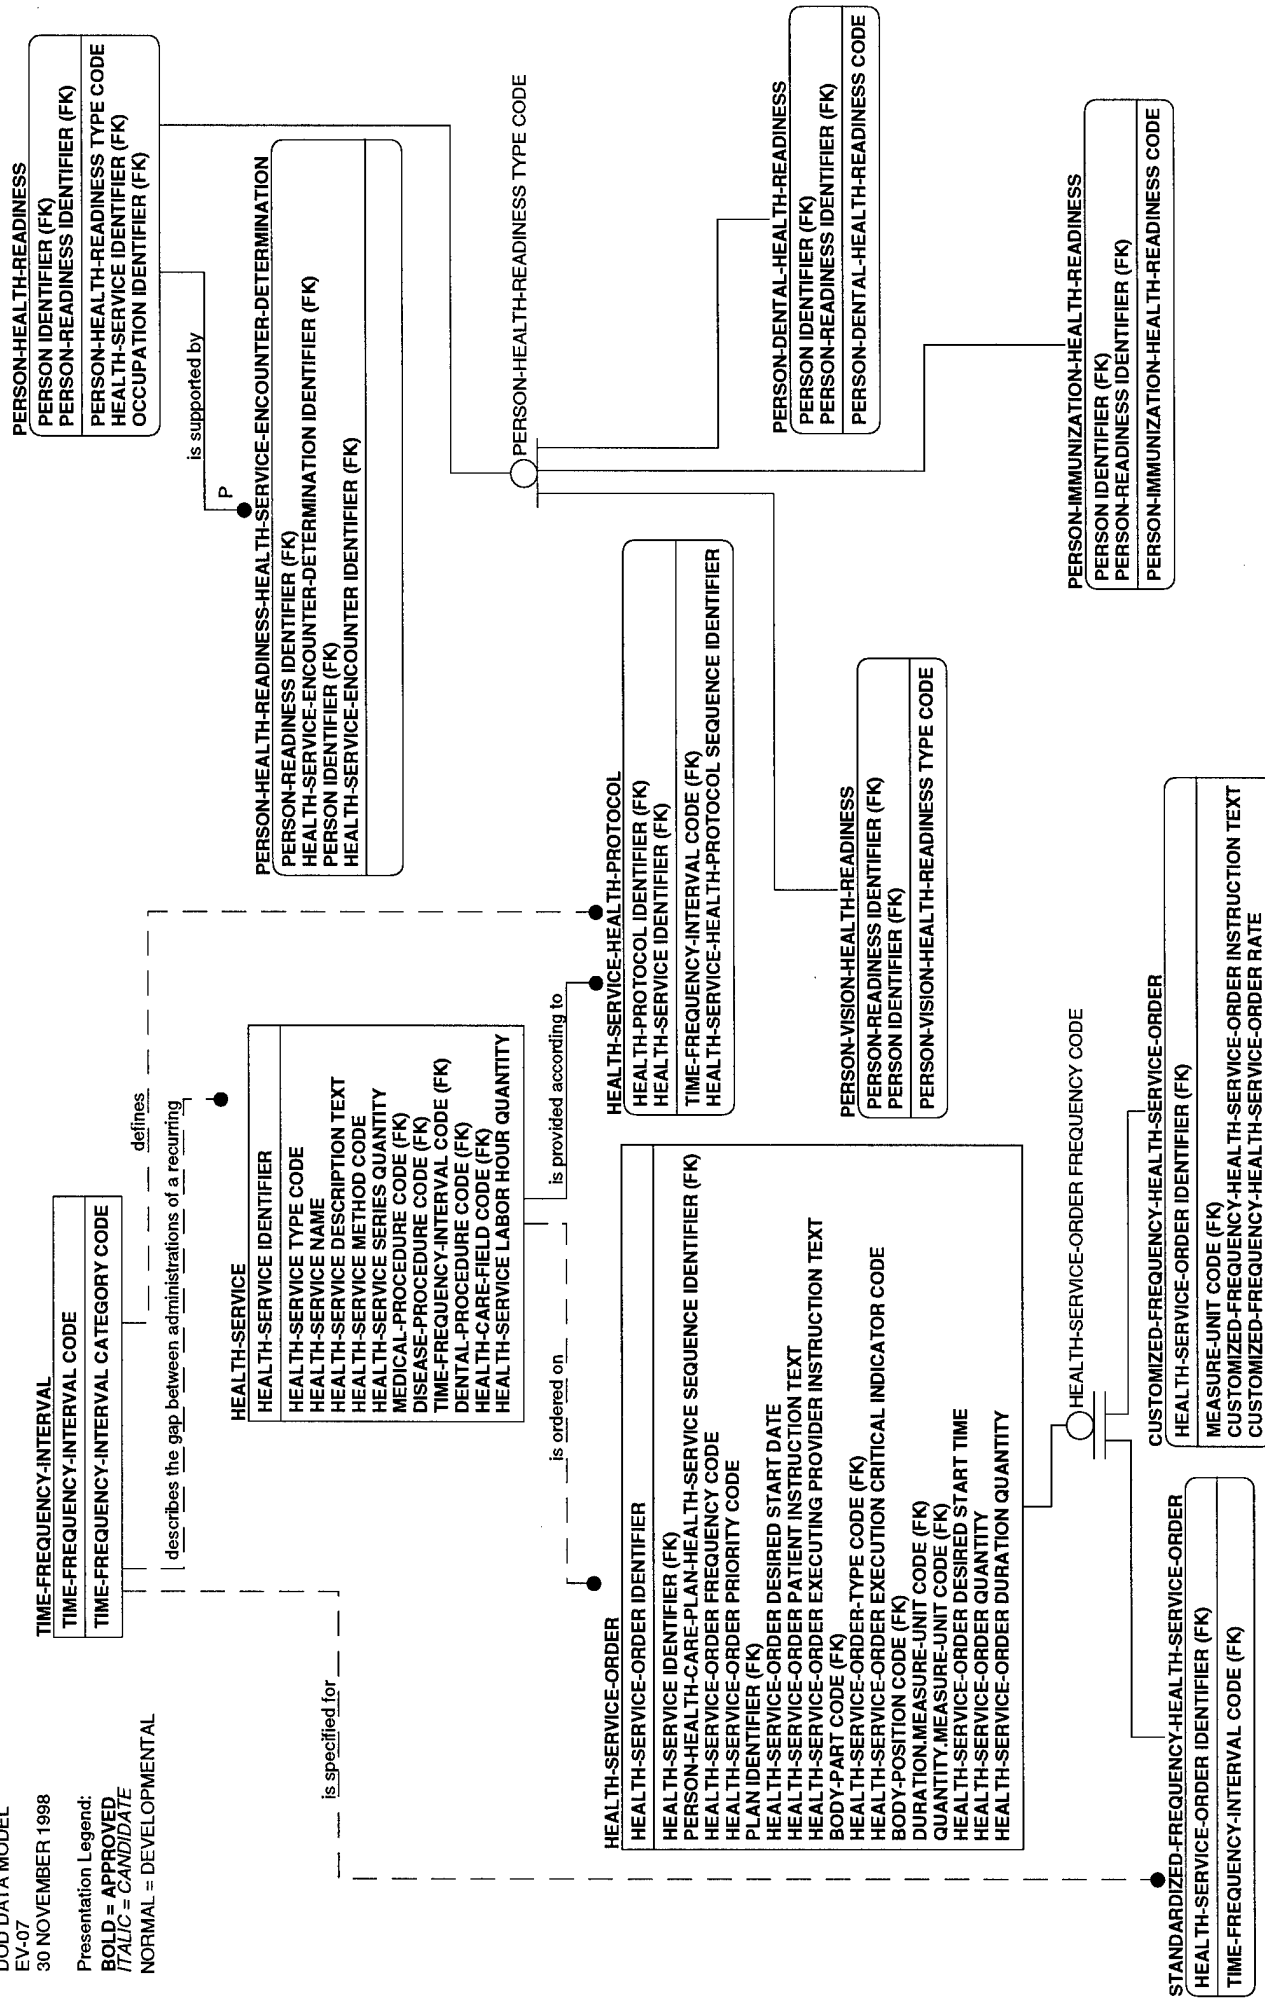 DOD DATA MODEL
EV-07
30 NOVEMBER 1998
Presentation Legend:
BOLD = APPROVED
ITALIC = CANDIDATE
NORMAL = DEVELOPMENTAL
TIME-FREQUENCY-INTERVAL
TIME-FREQUENCY-INTERVAL CODE
TIME-FREQUENCY-INTERVAL CATEGORY CODE
is specified for
describes the gap between administrations of a recurring
defines
HEALTH-SERVICE
HEALTH-SERVICE IDENTIFIER
HEALTH-SERVICE TYPE CODE
HEALTH-SERVICE NAME
HEALTH-SERVICE DESCRIPTION TEXT
HEALTH-SERVICE METHOD CODE
HEALTH-SERVICE SERIES QUANTITY
MEDICAL-PROCEDURE CODE (FK)
DISEASE-PROCEDURE CODE (FK)
TIME-FREQUENCY-INTERVAL CODE (FK)
DENTAL-PROCEDURE CODE (FK)
HEALTH-CARE-FIELD CODE (FK)
HEALTH-SERVICE LABOR HOUR QUANTITY
is ordered on
is provided according to
PERSON-HEALTH-READINESS
PERSON IDENTIFIER (FK)
PERSON-READINESS IDENTIFIER (FK)
PERSON-HEALTH-READINESS TYPE CODE
HEALTH-SERVICE IDENTIFIER (FK)
OCCUPATION IDENTIFIER (FK)
is supported by
P
PERSON-HEALTH-READINESS-HEALTH-SERVICE-ENCOUNTER-DETERMINATION
PERSON-READINESS IDENTIFIER (FK)
HEALTH-SERVICE-ENCOUNTER-DETERMINATION IDENTIFIER (FK)
PERSON IDENTIFIER (FK)
HEALTH-SERVICE-ENCOUNTER IDENTIFIER (FK)
PERSON-HEALTH-READINESS TYPE CODE
HEALTH-SERVICE-ORDER
HEALTH-SERVICE-ORDER IDENTIFIER
HEALTH-SERVICE IDENTIFIER (FK)
PERSON-HEALTH-CARE-PLAN-HEALTH-SERVICE SEQUENCE IDENTIFIER (FK)
HEALTH-SERVICE-ORDER FREQUENCY CODE
HEALTH-SERVICE-ORDER PRIORITY CODE
PLAN IDENTIFIER (FK)
HEALTH-SERVICE-ORDER DESIRED START DATE
HEALTH-SERVICE-ORDER PATIENT INSTRUCTION TEXT
HEALTH-SERVICE-ORDER EXECUTING PROVIDER INSTRUCTION TEXT
BODY-PART CODE (FK)
HEALTH-SERVICE-ORDER-TYPE CODE (FK)
HEALTH-SERVICE-ORDER EXECUTION CRITICAL INDICATOR CODE
BODY-POSITION CODE (FK)
DURATION.MEASURE-UNIT CODE (FK)
QUANTITY.MEASURE-UNIT CODE (FK)
HEALTH-SERVICE-ORDER DESIRED START TIME
HEALTH-SERVICE-ORDER QUANTITY
HEALTH-SERVICE-ORDER DURATION QUANTITY
HEALTH-SERVICE-HEALTH-PROTOCOL
HEALTH-PROTOCOL IDENTIFIER (FK)
HEALTH-SERVICE IDENTIFIER (FK)
TIME-FREQUENCY-INTERVAL CODE (FK)
HEALTH-SERVICE-HEALTH-PROTOCOL SEQUENCE IDENTIFIER
PERSON-DENTAL-HEALTH-READINESS
PERSON IDENTIFIER (FK)
PERSON-READINESS IDENTIFIER (FK)
PERSON-DENTAL-HEALTH-READINESS CODE
PERSON-VISION-HEALTH-READINESS
PERSON-READINESS IDENTIFIER (FK)
PERSON IDENTIFIER (FK)
PERSON-VISION-HEALTH-READINESS TYPE CODE
PERSON-IMMUNIZATION-HEALTH-READINESS
PERSON IDENTIFIER (FK)
PERSON-READINESS IDENTIFIER (FK)
PERSON-IMMUNIZATION-HEALTH-READINESS CODE
HEALTH-SERVICE-ORDER FREQUENCY CODE
STANDARDIZED-FREQUENCY-HEALTH-SERVICE-ORDER
HEALTH-SERVICE-ORDER IDENTIFIER (FK)
TIME-FREQUENCY-INTERVAL CODE (FK)
CUSTOMIZED-FREQUENCY-HEALTH-SERVICE-ORDER
HEALTH-SERVICE-ORDER IDENTIFIER (FK)
MEASURE-UNIT CODE (FK)
CUSTOMIZED-FREQUENCY-HEALTH-SERVICE-ORDER INSTRUCTION TEXT
CUSTOMIZED-FREQUENCY-HEALTH-SERVICE-ORDER RATE